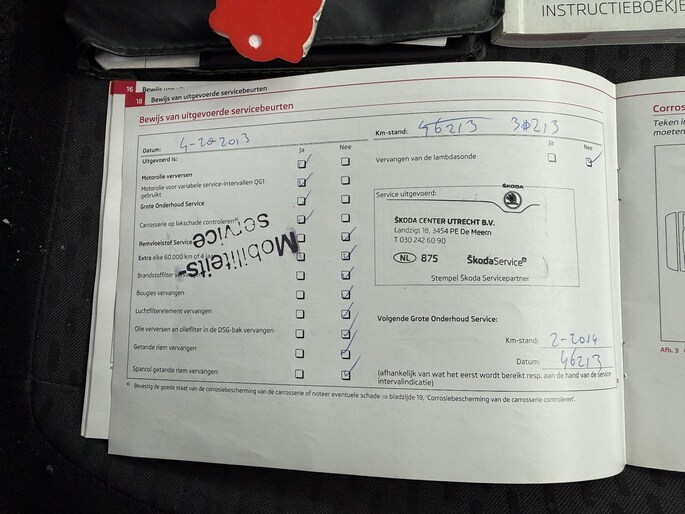 INSTRUCTIEBOEKJE
16 Bewijs van
18 Bewijs van uitgevoerde servicebeurten
Bewijs van uitgevoerde servicebeurten
Datum: 4-2-2013
Uitgevoerd is: Ja Nee
Motorolie verversen
Motorolie voor variabele service-intervallen QG1
gebruikt
Grote Onderhoud Service
Carrosserie op lakschade controleren
Remvloeistof Service
Extra elke 60.000 km of 4 jaar
Brandstoffilter
Bougies vervangen
Luchtfilterelement vervangen
Olie verversen en oliefilter in de DSG-bak vervangen
Getande riem vervangen
Spanrol getande riem vervangen
Mobiliteits-
service
Km-stand: 46213 30213
Ja Nee
Vervangen van de lambdasonde
Service uitgevoerd:
ŠKODA
ŠKODA CENTER UTRECHT B.V.
Landzigt 18, 3454 PE De Meern
T 030 242 60 90
NL 875 ŠkodaService
Stempel Škoda Servicepartner
Volgende Grote Onderhoud Service:
Km-stand: 2-2014
Datum: 46213
(afhankelijk van wat het eerst wordt bereikt resp. aan de hand van de service-
intervalindicatie)
Bevestig de goede staat van de corrosiebescherming van de carrosserie of noteer eventuele schade ⇒ bladzijde 19, 'Corrosiebescherming van de carrosserie controleren'.
Corros
Teken i
moeten
Afb. 3